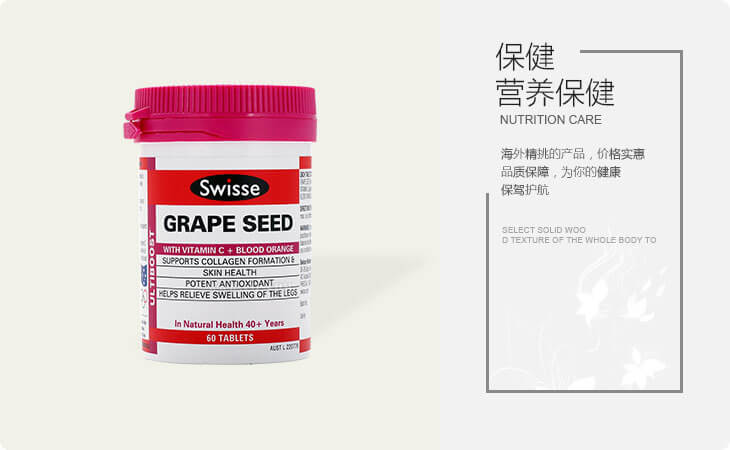 Swisse
GRAPE SEED
WITH VITAMIN C + BLOOD ORANGE
SUPPORTS COLLAGEN FORMATION &
SKIN HEALTH
POTENT ANTIOXIDANT
HELPS RELIEVE SWELLING OF THE LEGS
In Natural Health 40+ Years
60 TABLETS
ULTIBOOST
保健
营养保健
NUTRITION CARE
海外精挑的产品，价格实惠
品质保障，为你的健康
保驾护航
SELECT SOLID WOO
D TEXTURE OF THE WHOLE BODY TO